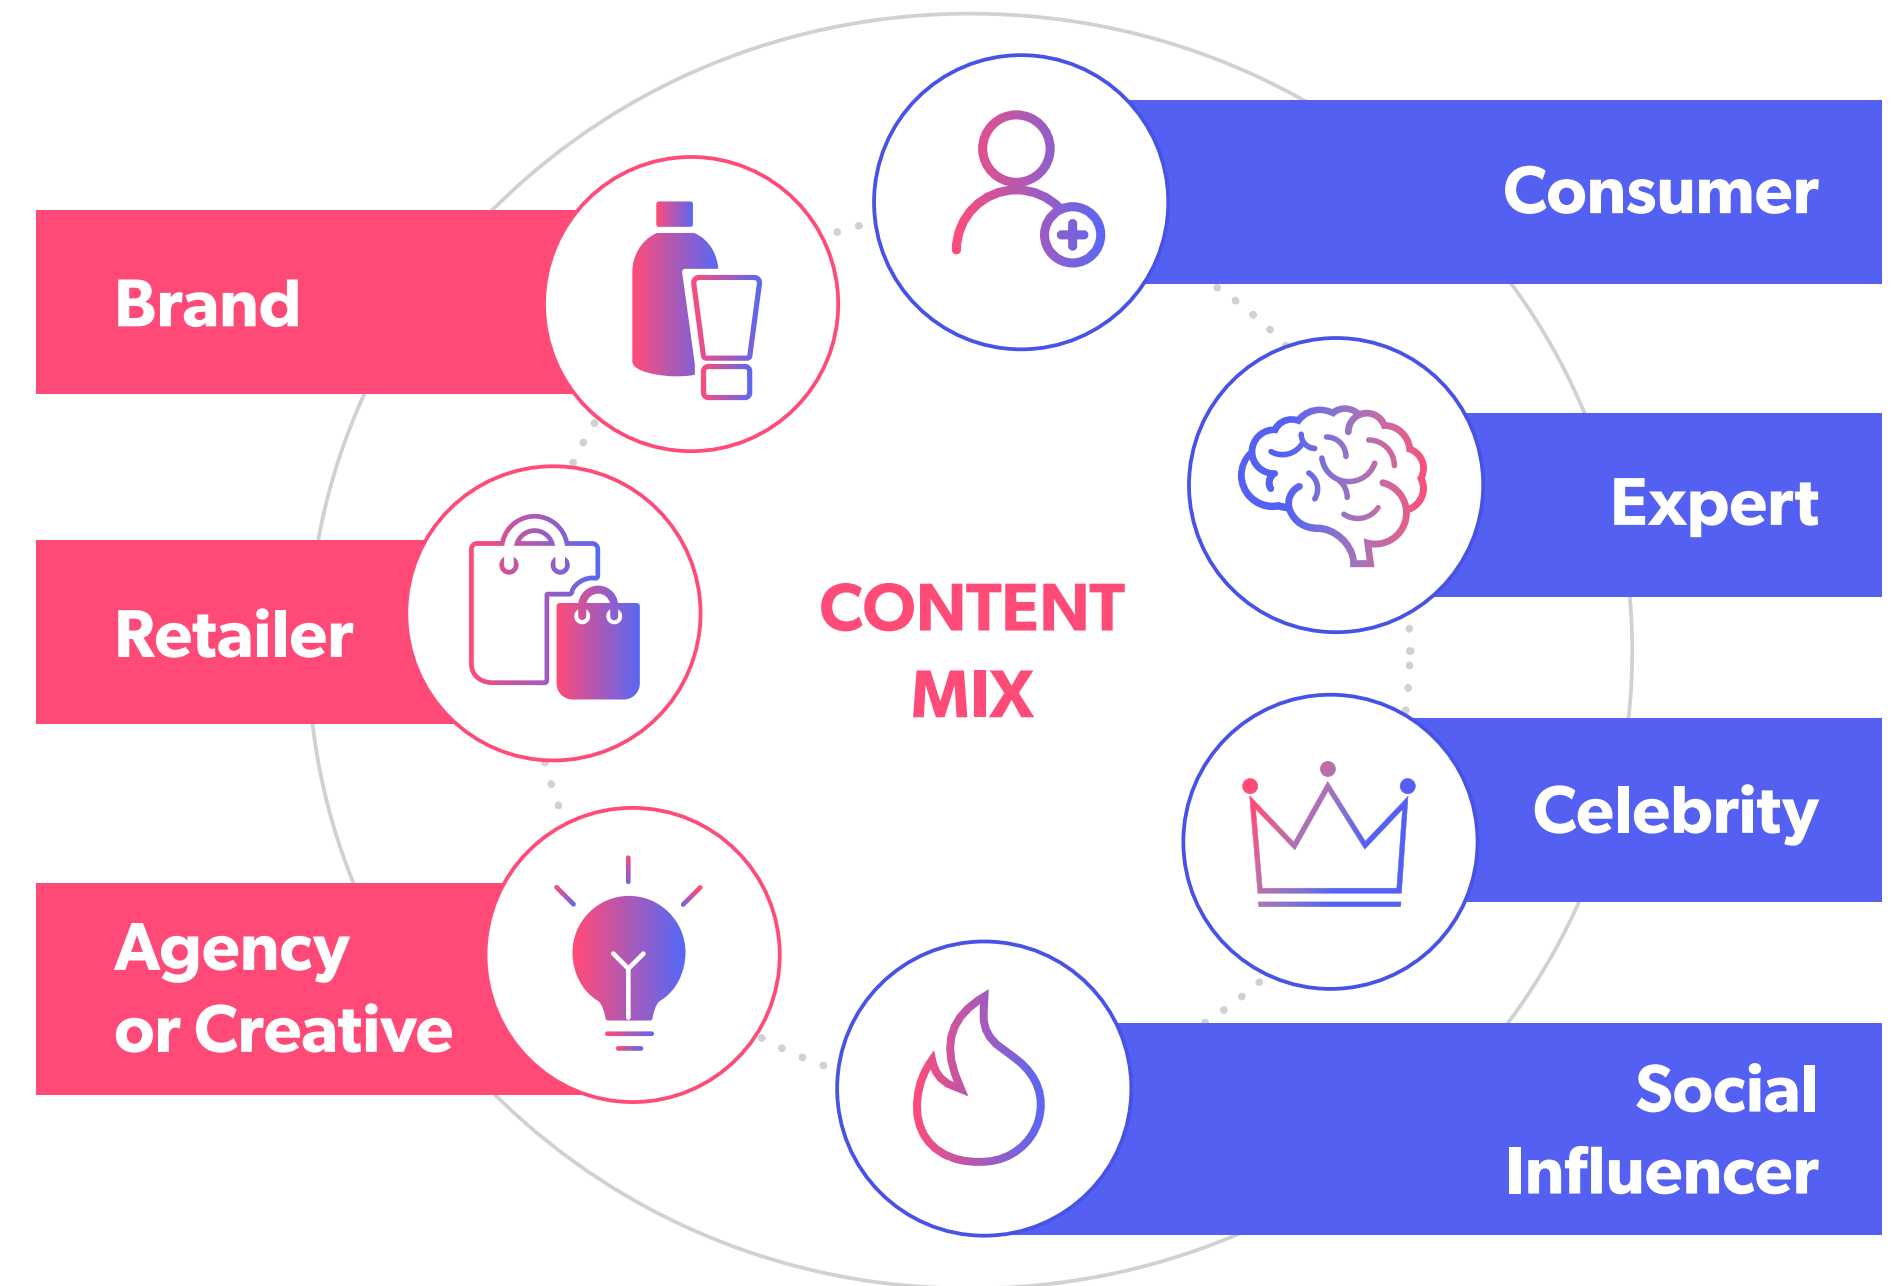 Brand
Retailer
Agency
or Creative
CONTENT
MIX
Consumer
Expert
Celebrity
Social
Influencer